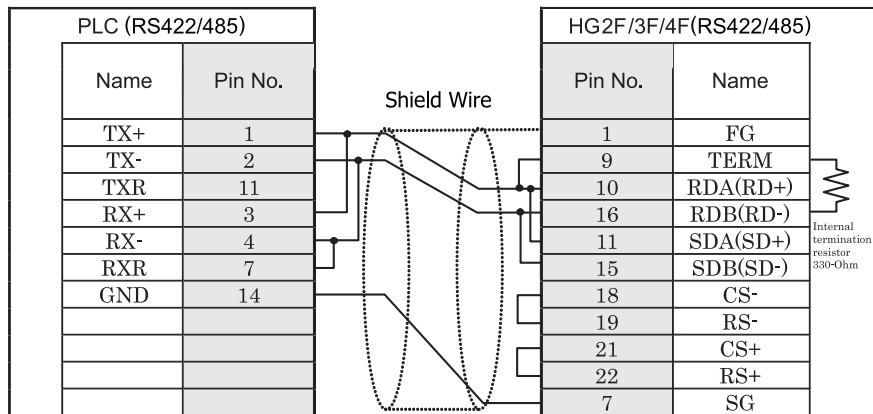 PLC (RS422/485)
Name Pin No.
TX+ 1
TX- 2
TXR 11
RX+ 3
RX- 4
RXR 7
GND 14
Shield Wire
HG2F/3F/4F(RS422/485)
Pin No. Name
1 FG
9 TERM
10 RDA(RD+)
16 RDB(RD-)
11 SDA(SD+)
15 SDB(SD-)
18 CS-
19 RS-
21 CS+
22 RS+
7 SG
Internal
termination
resistor
330-Ohm